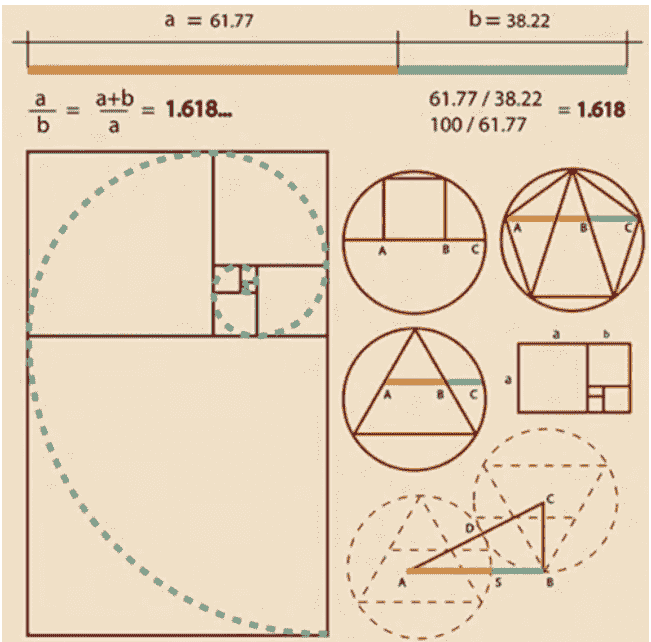 a = 61.77 b = 38.22
a/b = a+b/a = 1.618...
61.77 / 38.22
100 / 61.77
= 1.618
A B C
A B C
a b
a
A B C
C
D
A S B